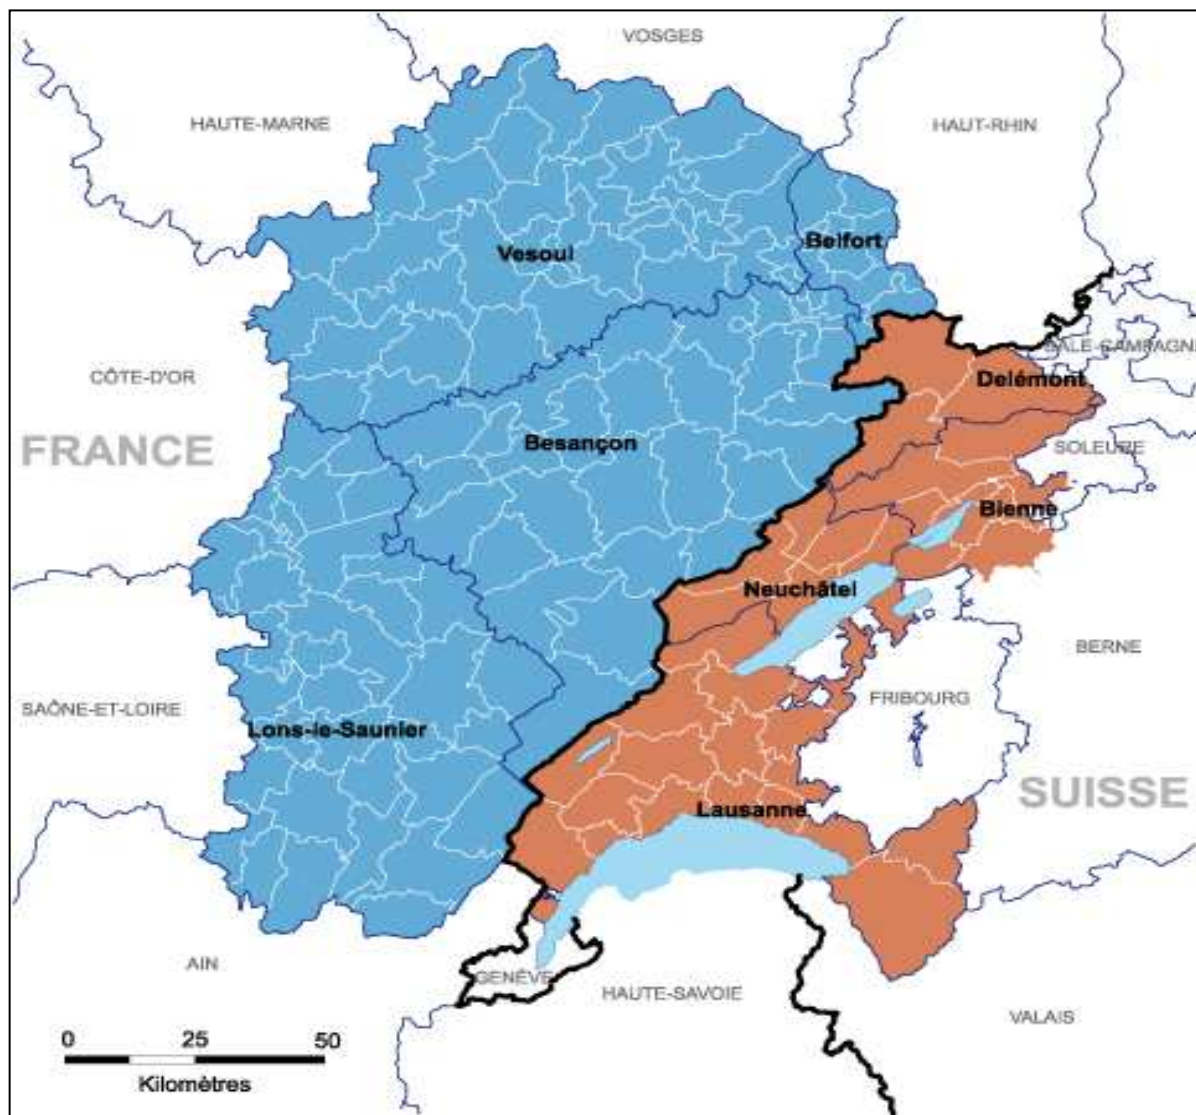 VOSGES
HAUTE-MARNE
HAUT-RHIN
Vesoul
Belfort
CÔTE-D'OR
FRANCE
Besançon
BALE-CAMPAGNE
Delémont
SOLEURE
Bienne
Neuchâtel
BERNE
SAÔNE-ET-LOIRE
FRIBOURG
Lons-le-Saunier
SUISSE
Lausanne
AIN
GENÈVE
HAUTE-SAVOIE
VALAIS
0 25 50
Kilomètres